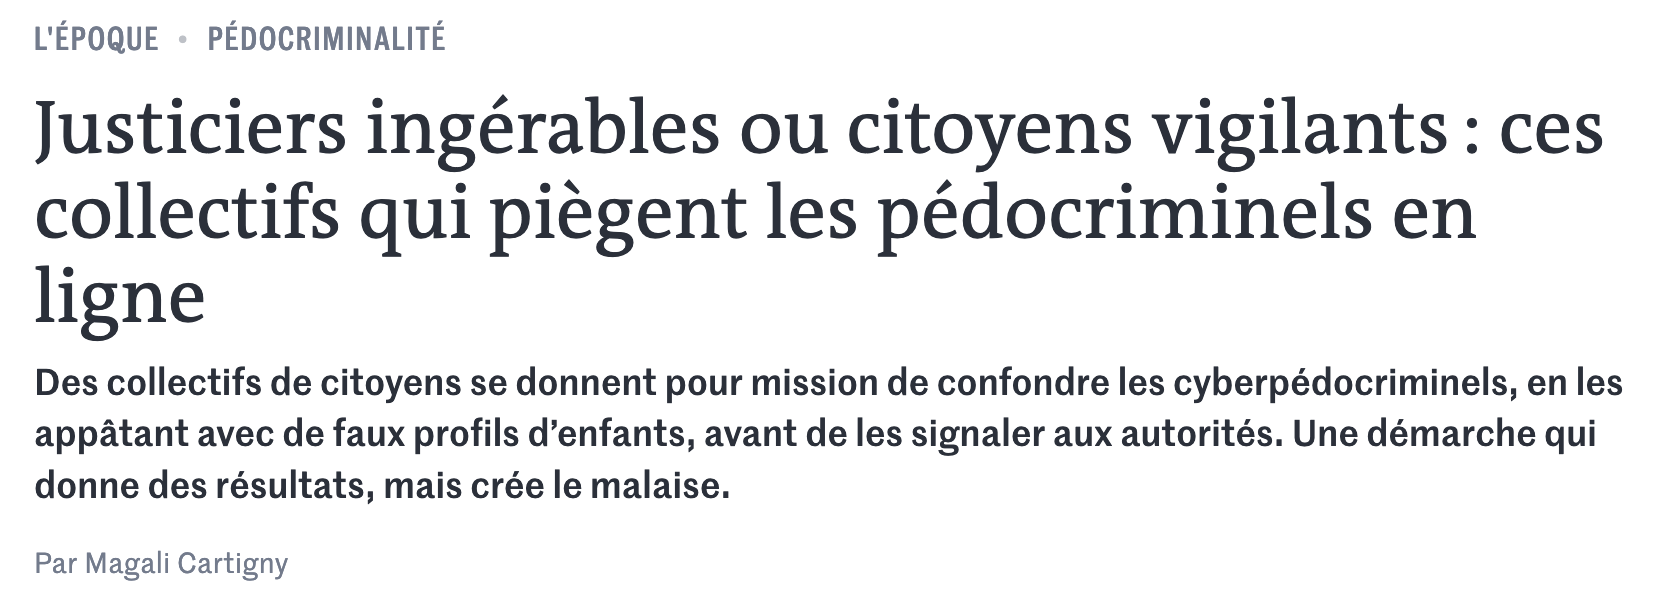 L'ÉPOQUE • PÉDOCRIMINALITÉ
Justiciers ingérables ou citoyens vigilants : ces
collectifs qui piègent les pédocriminels en
ligne
Des collectifs de citoyens se donnent pour mission de confondre les cyberpédocriminels, en les
appâtant avec de faux profils d’enfants, avant de les signaler aux autorités. Une démarche qui
donne des résultats, mais crée le malaise.
Par Magali Cartigny